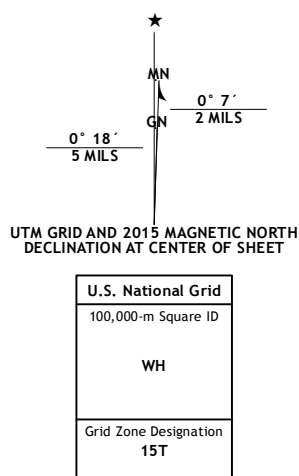 ★
MN
0° 7´
2 MILS
GN
0° 18´
5 MILS
UTM GRID AND 2015 MAGNETIC NORTH
DECLINATION AT CENTER OF SHEET
U.S. National Grid
100,000-m Square ID
WH
Grid Zone Designation
15T